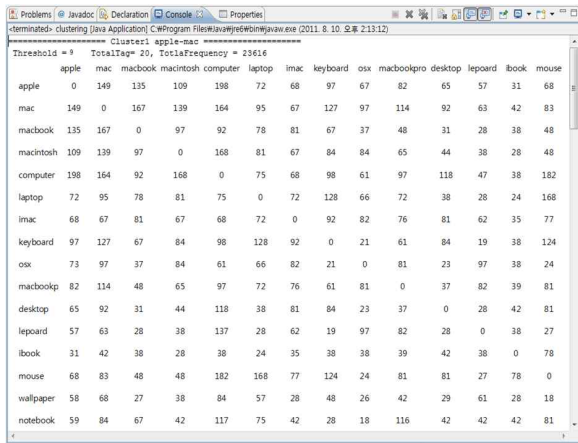 Problems @ Javadoc Declaration Console Properties
<terminated> clustering [Java Application] C:₩Program Files₩Java₩jre6₩bin₩javaw.exe (2011. 8. 10. 오후 2:13:12)
==================== Cluster1 apple-mac ====================
Threshold = 9 TotalTag= 20, TotlaFrequency = 23616
apple mac macbook macintosh computer laptop imac keyboard osx macbookpro desktop lepoard ibook mouse
apple 0 149 135 109 198 72 68 97 67 82 65 57 31 68
mac 149 0 167 139 164 95 67 127 97 114 92 63 42 83
macbook 135 167 0 97 92 78 81 67 37 48 31 28 38 48
macintosh 109 139 97 0 168 81 67 84 84 65 44 38 28 48
computer 198 164 92 168 0 75 68 98 61 97 118 47 38 182
laptop 72 95 78 81 75 0 72 128 66 72 38 28 24 168
imac 68 67 81 67 68 72 0 92 82 76 81 62 35 77
keyboard 97 127 67 84 98 128 92 0 21 61 84 19 38 124
osx 73 97 37 84 61 66 82 21 0 81 23 97 38 24
macbookp 82 114 48 65 97 72 76 61 81 0 37 82 39 81
desktop 65 92 31 44 118 38 81 84 23 37 0 28 42 81
lepoard 57 63 28 38 137 28 62 19 97 82 28 0 38 27
ibook 31 42 38 28 38 24 35 38 38 39 42 38 0 78
mouse 68 83 48 48 182 168 77 124 24 81 81 27 78 0
wallpaper 58 68 27 38 84 57 28 48 26 42 29 61 28 18
notebook 59 84 67 42 117 75 42 28 18 116 42 42 42 81